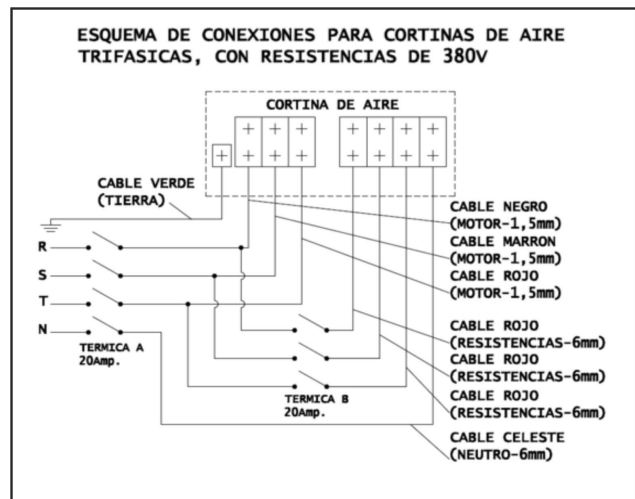 ESQUEMA DE CONEXIONES PARA CORTINAS DE AIRE
TRIFASICAS, CON RESISTENCIAS DE 380V
CORTINA DE AIRE
CABLE VERDE
(TIERRA)
R
S
T
N
TERMICA A
20Amp.
TERMICA B
20Amp.
CABLE NEGRO
(MOTOR-1,5mm)
CABLE MARRON
(MOTOR-1,5mm)
CABLE ROJO
(MOTOR-1,5mm)
CABLE ROJO
(RESISTENCIAS-6mm)
CABLE ROJO
(RESISTENCIAS-6mm)
CABLE ROJO
(RESISTENCIAS-6mm)
CABLE CELESTE
(NEUTRO-6mm)